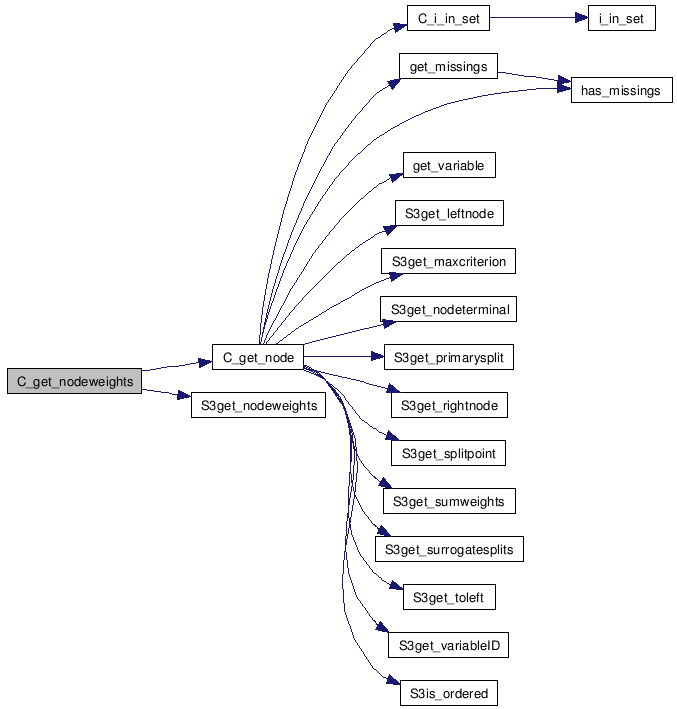 C_i_in_set
i_in_set
get_missings
has_missings
get_variable
S3get_leftnode
S3get_maxcriterion
S3get_nodeterminal
C_get_node
S3get_primarysplit
C_get_nodeweights
S3get_nodeweights
S3get_rightnode
S3get_splitpoint
S3get_sumweights
S3get_surrogatesplits
S3get_toleft
S3get_variableID
S3is_ordered